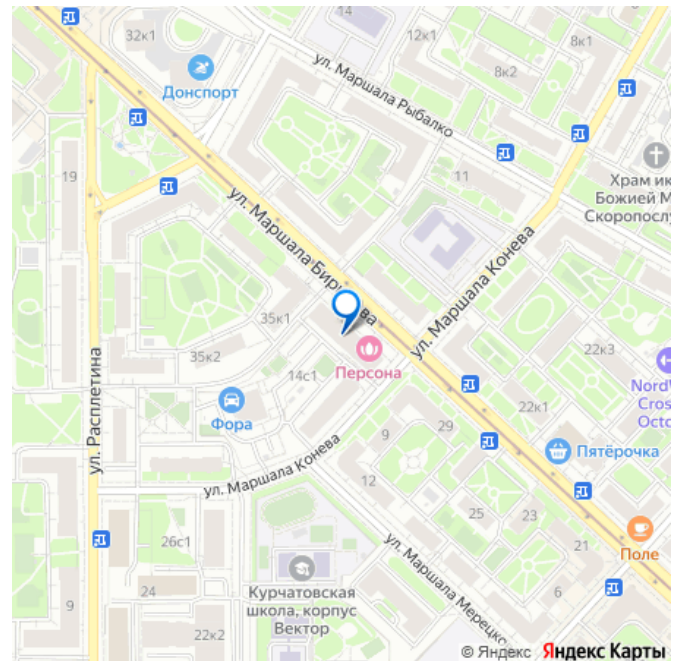 14
32к1
12к1
8к1
8к2
ул. Маршала Рыбалко
Донспорт
19
11
Храм ик
Божией М
Скоропослу
ул. Маршала Бир
ва
ул. Маршала Конева
35к1
35к2
14с1
Персона
22к3
Nord
Cros
Octo
22к1
ул. Расплетина
Фора
9
29
Пятёрочка
ул. Маршала Конева
12
25
23
21
Поле
26с1
24
Курчатовская
школа, корпус
Вектор
ул. Маршала Мерецко
6
9
22к2
© Яндекс Яндекс Карты